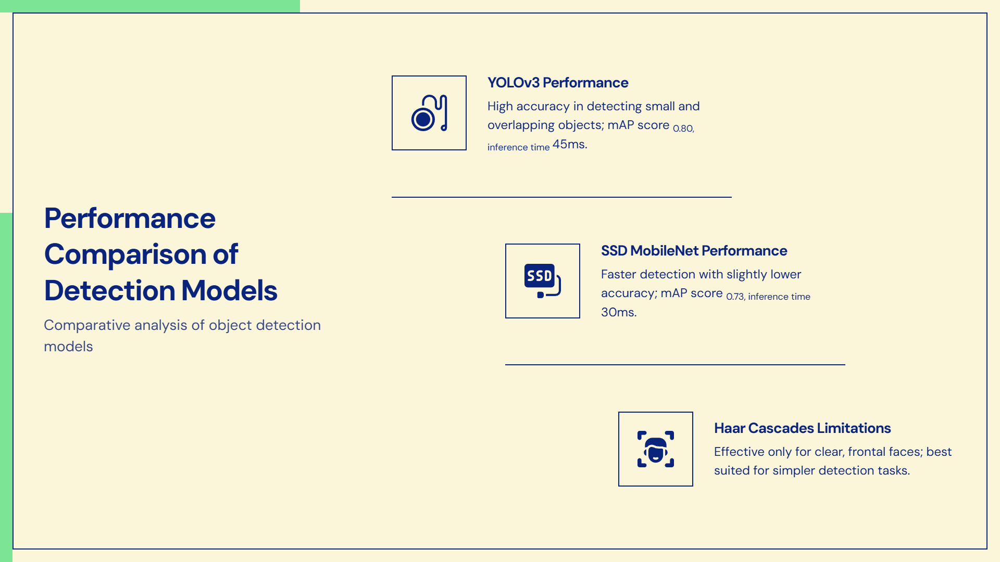 Performance
Comparison of
Detection Models
Comparative analysis of object detection
models
YOLOv3 Performance
High accuracy in detecting small and
overlapping objects; mAP score 0.80,
inference time 45ms.
SSD
SSD MobileNet Performance
Faster detection with slightly lower
accuracy; mAP score 0.73, inference time
30ms.
Haar Cascades Limitations
Effective only for clear, frontal faces; best
suited for simpler detection tasks.